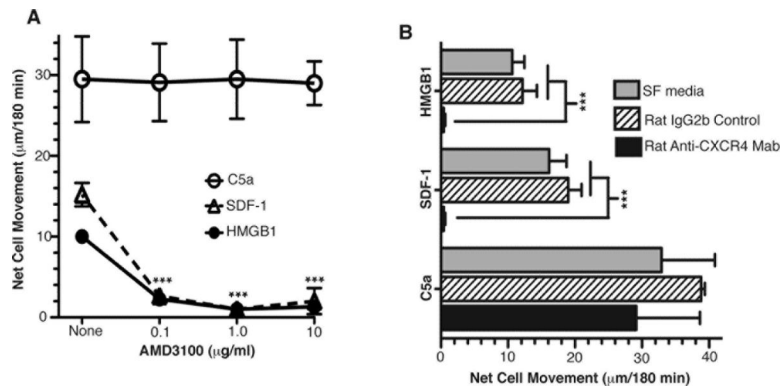 A
Net Cell Movement (μm/180 min)
30
20
10
0
C5a
SDF-1
HMGB1
***
***
***
None
0.1
1.0
10
AMD3100 (μg/ml)
B
HMGB1
SDF-1
C5a
***
***
SF media
Rat IgG2b Control
Rat Anti-CXCR4 Mab
0
10
20
30
40
Net Cell Movement (μm/180 min)